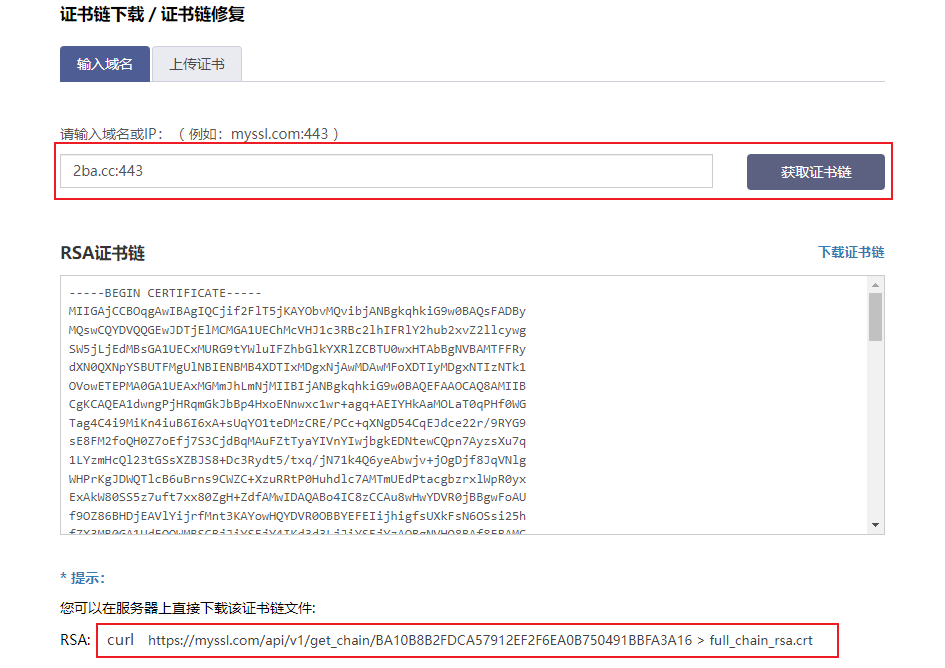 证书链下载 / 证书链修复
输入域名 上传证书
请输入域名或IP： （ 例如：myssl.com:443 ）
2ba.cc:443 获取证书链
RSA证书链 下载证书链
-----BEGIN CERTIFICATE-----
MIIGAjCCBOqgAwIBAgIQCjif2FlT5jKAYObvMQvibjANBgkqhkiG9w0BAQsFADBy
MQswCQYDVQQGEwJDTjElMCMGA1UEChMcVHJ1c3RBc2lhIFRlY2hub2xvZ2llcywg
SW5jLjEdMBsGA1UECxMURG9tYWluIFZhbGlkYXRlZCBTU0wxHTAbBgNVBAMTFFRy
dXN0QXNpYSBUTFMgUlNBIENBMB4XDTIxMDgxNjAwMDAwMFoXDTIyMDgxNTIzNTk1
OVowETEPMA0GA1UEAxMGMmJhLmNjMIIBIjANBgkqhkiG9w0BAQEFAAOCAQ8AMIIB
CgKCAQEA1dwngPjHRqmGkJbBp4HxoENnwxc1wr+agq+AEIYHkAaMOLaT0qPHf0WG
Tag4C4i9MiKn4iuB6I6xA+sUqYO1teDMzCRE/PCc+qXNgD54CqEJdce22r/9RYG9
sE8FM2foQH0Z7oEfj7S3CjdBqMAuFZtTyaYIVnYIwjbgkEDNtewCQpn7AyzsXu7q
1LYzmHcQl23tGSsXZBJS8+Dc3Rydt5/txq/jN71k4Q6yeAbwjv+jOgDjf8JqVNlg
WHPrKgJDWQTlcB6uBrns9CWZC+XzuRRtP0Huhdlc7AMTmUEdPtacgbzrxlWpR0yx
ExAkW80SS5z7uft7xx80ZgH+ZdfAMwIDAQABo4IC8zCCAu8wHwYDVR0jBBgwFoAU
f9OZ86BHDjEAVlYijrfMnt3KAYowHQYDVR0OBBYEFEIijhigfsUXkFsN6OSsi25h
* 提示：
您可以在服务器上直接下载该证书链文件:
RSA: curl https://myssl.com/api/v1/get_chain/BA10B8B2FDCA57912EF2F6EA0B750491BBFA3A16 > full_chain_rsa.crt